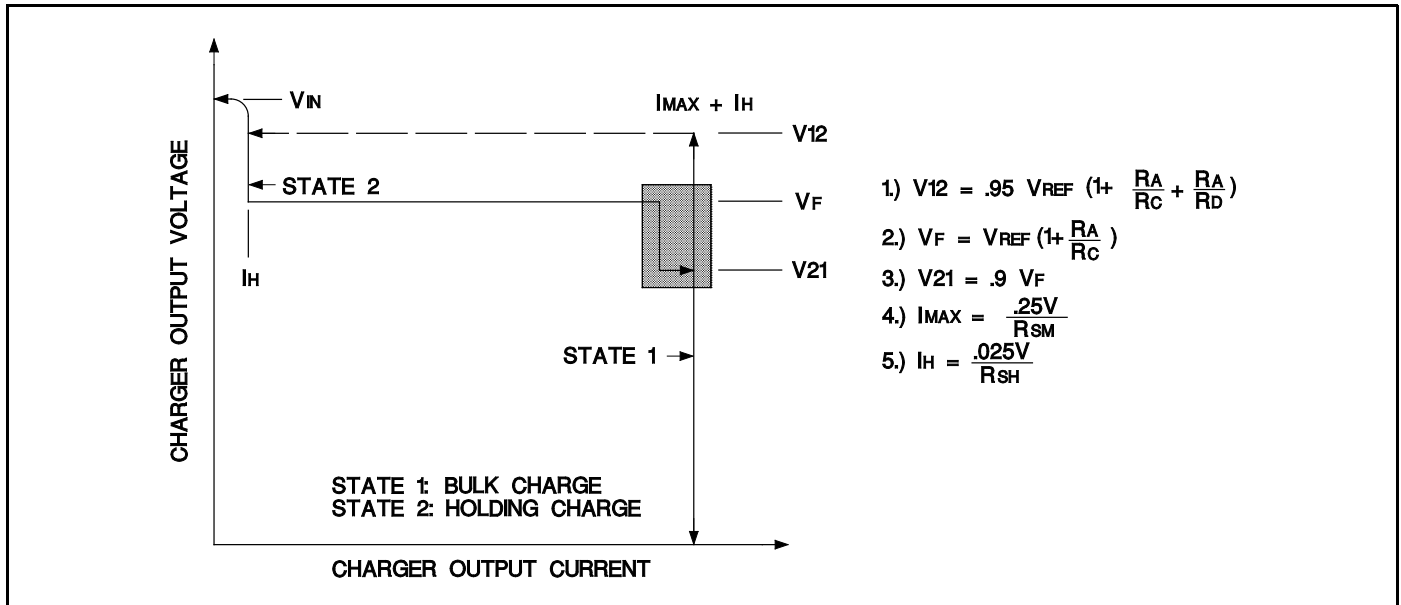 VIN
IMAX + IH
V12
STATE 2
VF
IH
V21
STATE 1
STATE 1: BULK CHARGE
STATE 2: HOLDING CHARGE
CHARGER OUTPUT VOLTAGE
CHARGER OUTPUT CURRENT
1.) V12 = .95 VREF (1+ RA/RC + RA/RD)
2.) VF = VREF (1+ RA/RC )
3.) V21 = .9 VF
4.) IMAX = .25V/RSM
5.) IH = .025V/RSH